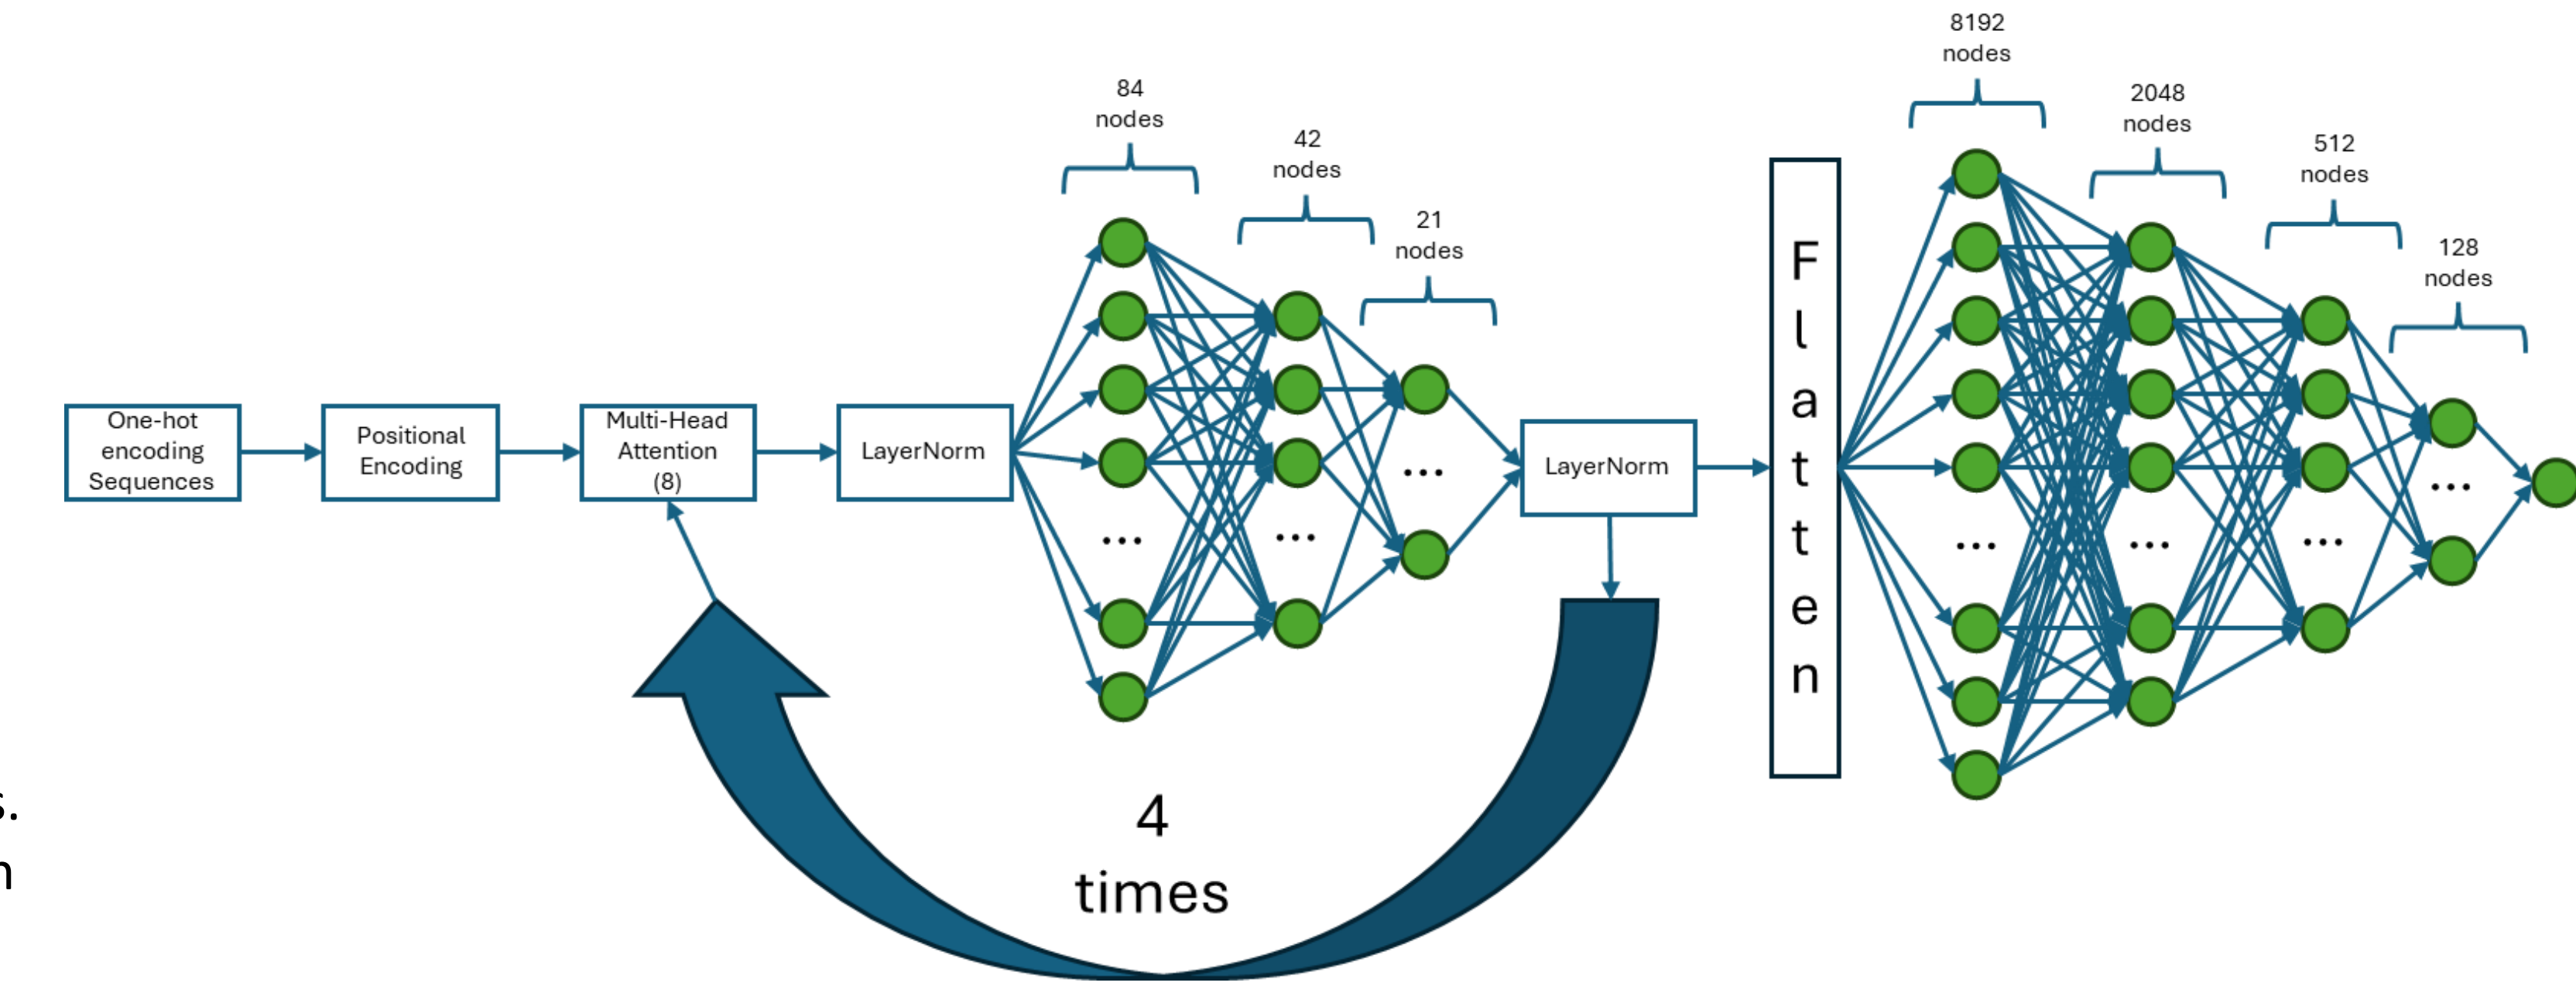 One-hot
encoding
Sequences
Positional
Encoding
Multi-Head
Attention
(8)
LayerNorm
84
nodes
42
nodes
21
nodes
LayerNorm
4
times
F
l
a
t
t
e
n
8192
nodes
2048
nodes
512
nodes
128
nodes
...
...
...
...
...
...
...
s.
n